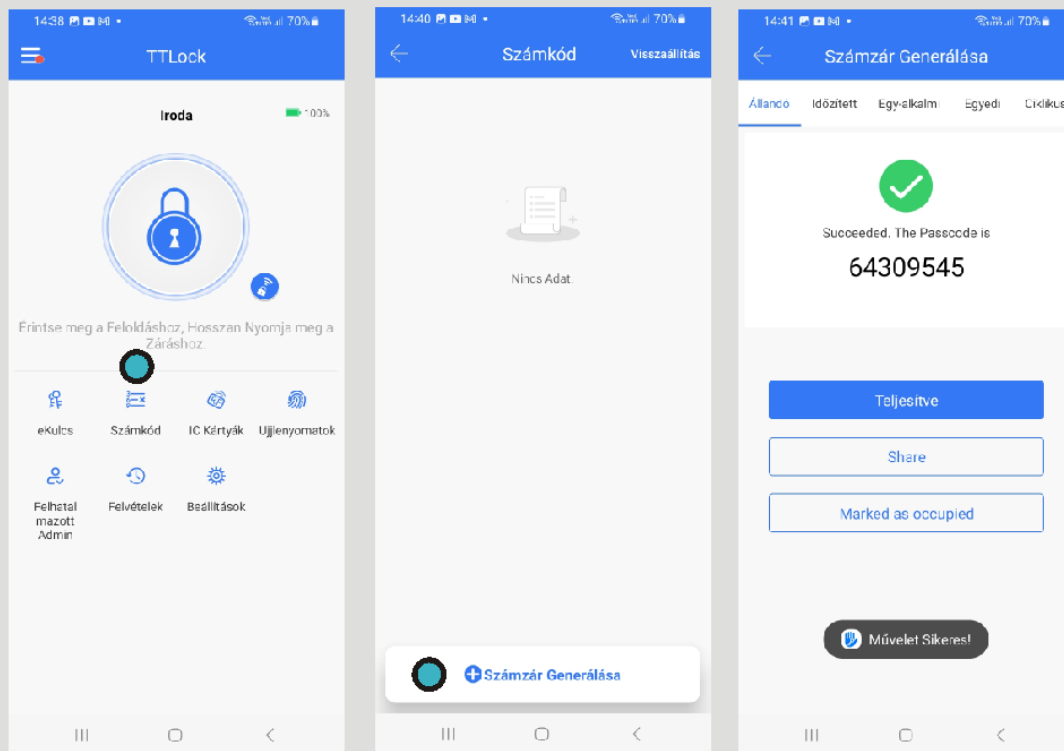 14:38
70%
TTLock
Iroda
100%
Érintse meg a Feloldáshoz, Hosszan Nyomja meg a
Záráshoz.
eKulcs
Számkód
IC Kártyák
Ujjlenyomatok
Felhatal
mazott
Admin
Felvételek
Beállítások
14:40
70%
Számkód
Visszaállítás
Nincs Adat
Számzár Generálása
14:41
70%
Számzár Generálása
Állandó
Időzített
Egy-alkalmi
Egyedi
Ciklikus
Succeeded. The Passcode is
64309545
Teljesítve
Share
Marked as occupied
Művelet Sikeres!